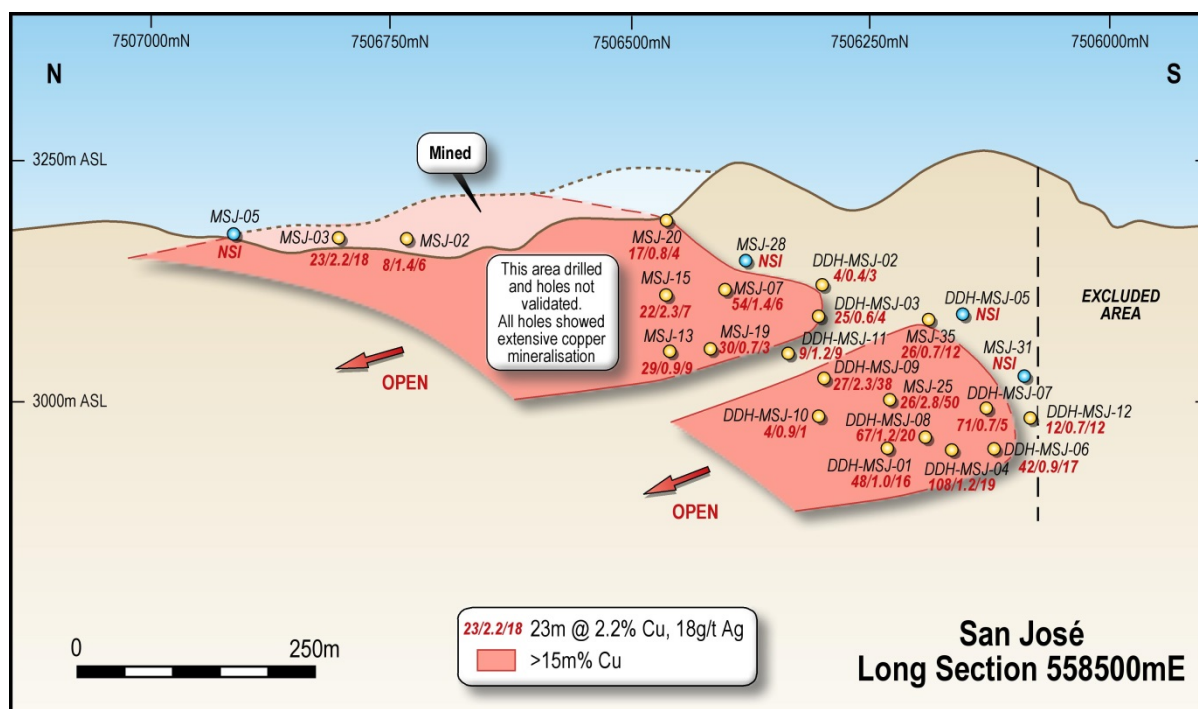 7507000mN
7506750mN
7506500mN
7506250mN
7506000mN
N
S
3250m ASL
3000m ASL
Mined
MSJ-05
NSI
MSJ-03
23/2.2/18
MSJ-02
8/1.4/6
MSJ-20
17/0.8/4
MSJ-28
NSI
DDH-MSJ-02
4/0.4/3
This area drilled
and holes not
validated.
All holes showed
extensive copper
mineralisation
MSJ-15
22/2.3/7
MSJ-07
54/1.4/6
DDH-MSJ-03
25/0.6/4
DDH-MSJ-05
NSI
EXCLUDED
AREA
MSJ-13
29/0.9/9
MSJ-19
30/0.7/3
DDH-MSJ-11
9/1.2/9
MSJ-35
26/0.7/12
MSJ-31
NSI
DDH-MSJ-09
27/2.3/38
MSJ-25
26/2.8/50
DDH-MSJ-07
71/0.7/5
DDH-MSJ-10
4/0.9/1
DDH-MSJ-08
67/1.2/20
DDH-MSJ-12
12/0.7/12
DDH-MSJ-01
48/1.0/16
DDH-MSJ-04
108/1.2/19
DDH-MSJ-06
42/0.9/17
OPEN
OPEN
0
250m
23/2.2/18 23m @ 2.2% Cu, 18g/t Ag
>15m% Cu
San José
Long Section 558500mE